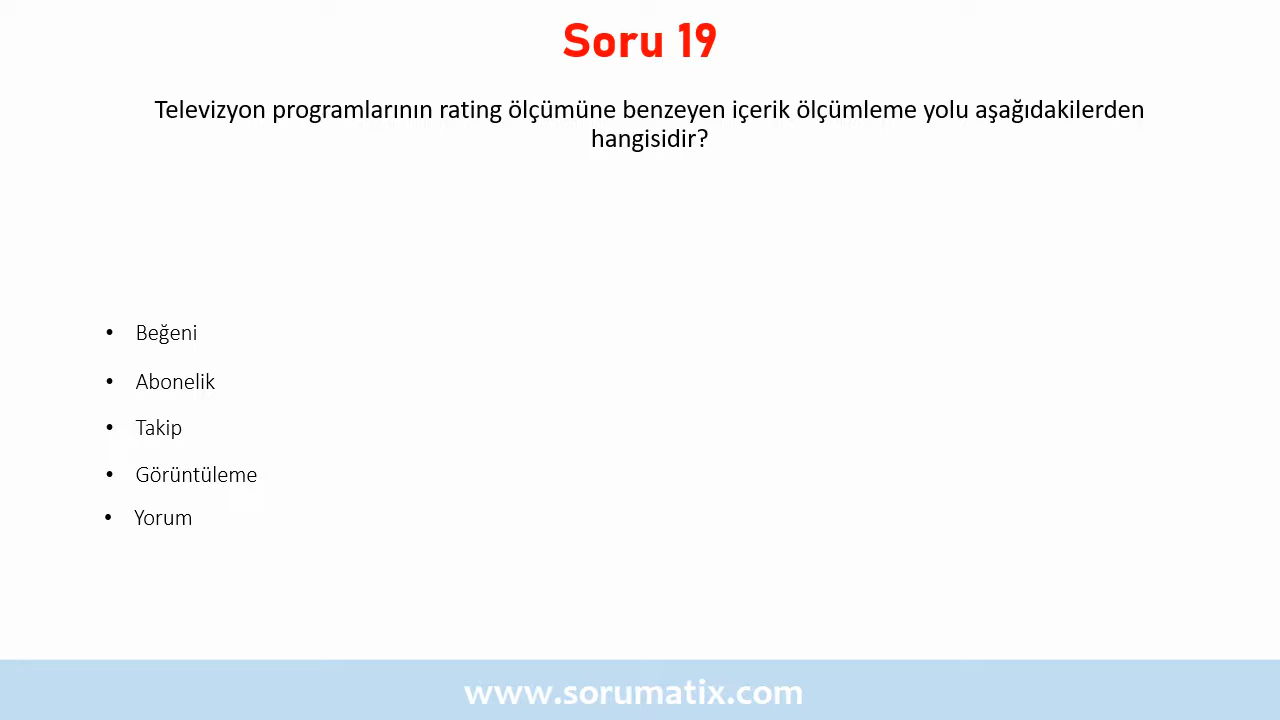 Soru 19
Televizyon programlarının rating ölçümüne benzeyen içerik ölçümleme yolu aşağıdakilerden
hangisidir?
• Beğeni
• Abonelik
• Takip
• Görüntüleme
• Yorum
www.sorumatix.com